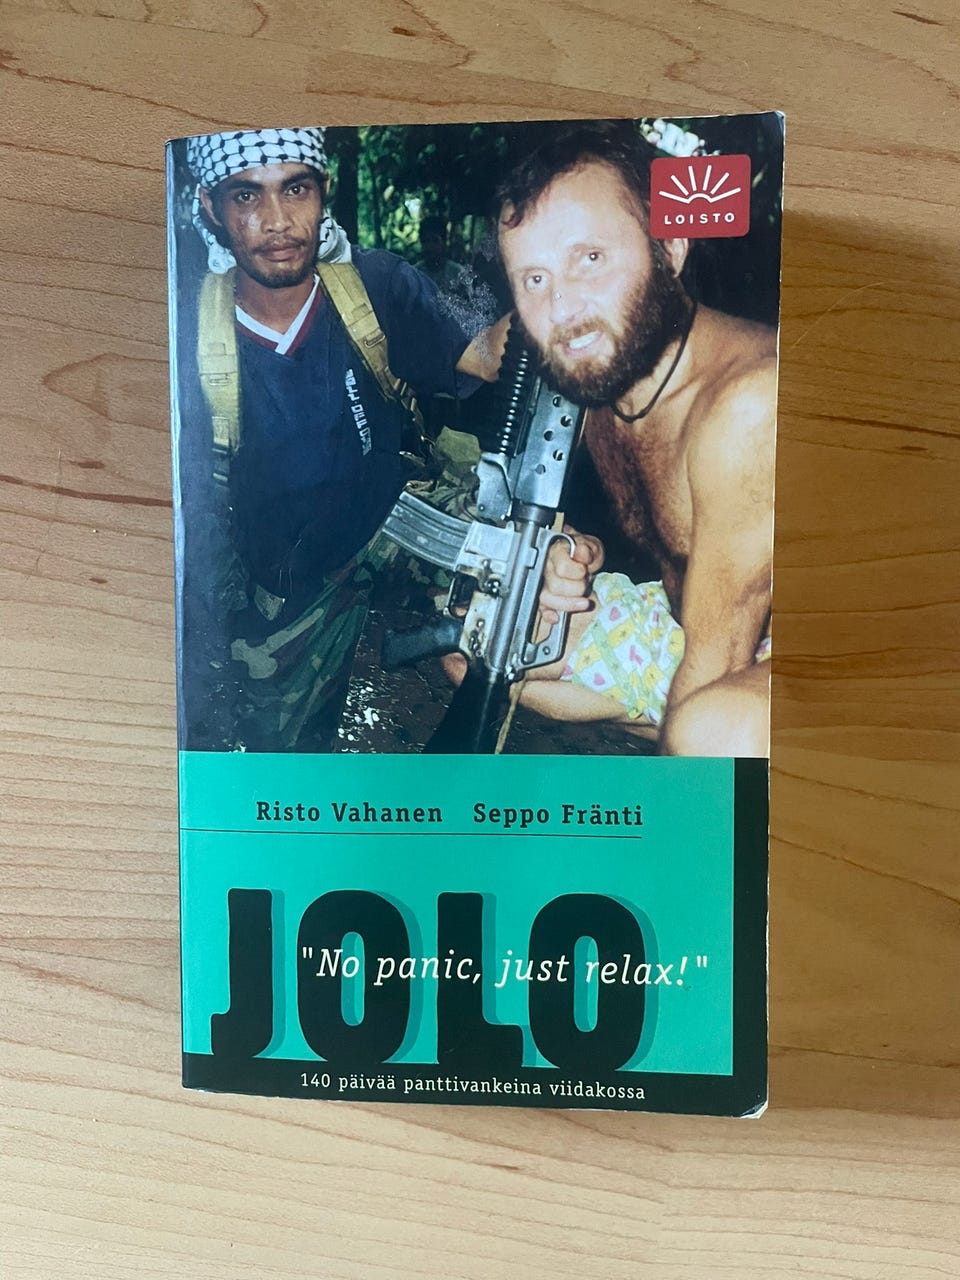 LOISTO
Risto Vahanen Seppo Fränti
JOLO
"No panic, just relax!"
140 päivää panttivankeina viidakossa